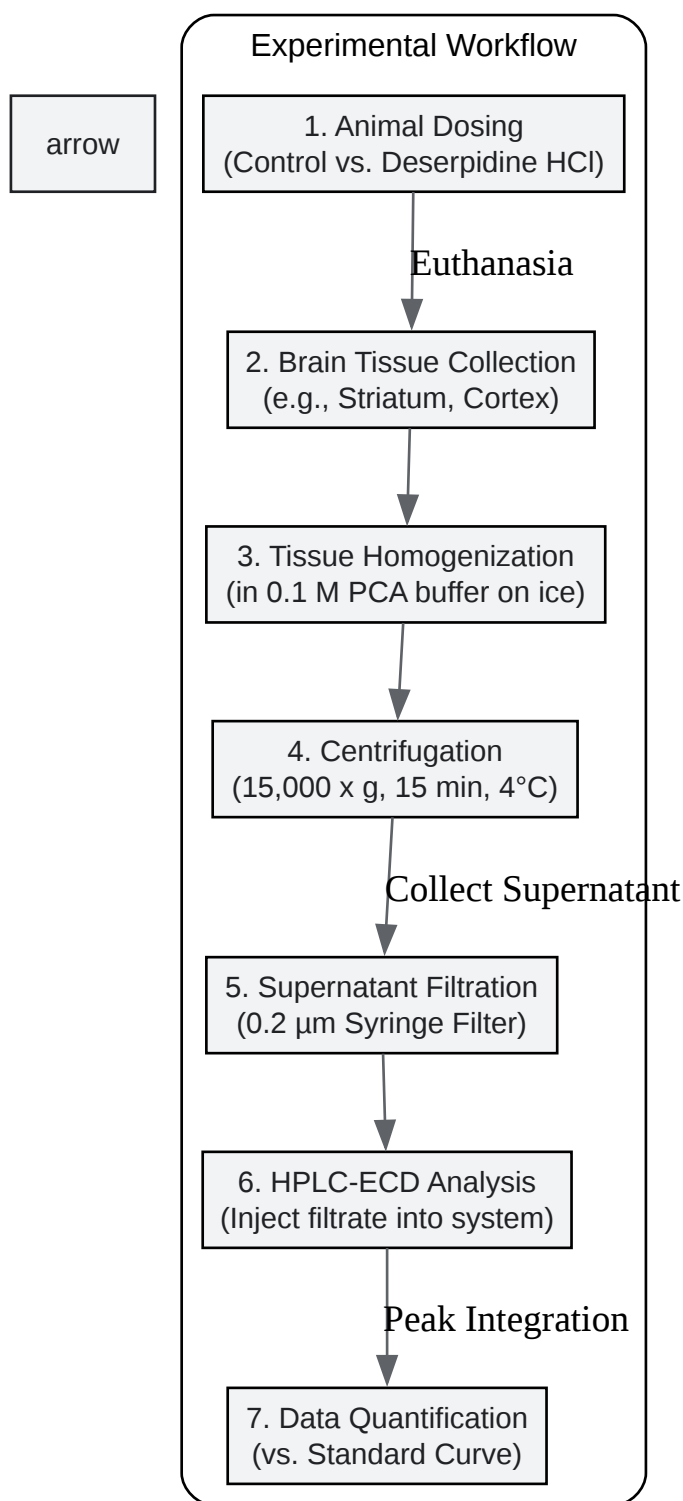 Experimental Workflow
arrow
1. Animal Dosing
(Control vs. Deserpidine HCl)
Euthanasia
2. Brain Tissue Collection
(e.g., Striatum, Cortex)
3. Tissue Homogenization
(in 0.1 M PCA buffer on ice)
4. Centrifugation
(15,000 x g, 15 min, 4°C)
Collect Supernatant
5. Supernatant Filtration
(0.2 µm Syringe Filter)
6. HPLC-ECD Analysis
(Inject filtrate into system)
Peak Integration
7. Data Quantification
(vs. Standard Curve)